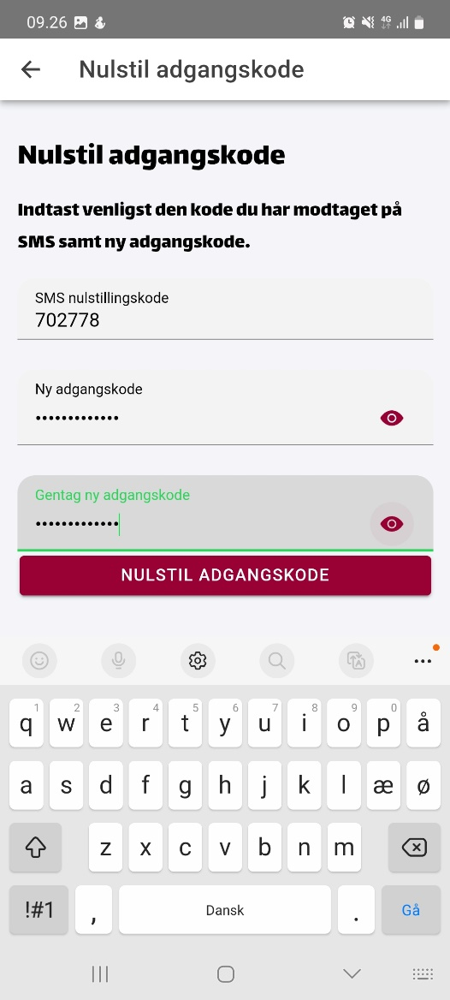 09.26 4G
Nulstil adgangskode
Nulstil adgangskode
Indtast venligst den kode du har modtaget på
SMS samt ny adgangskode.
SMS nulstillingskode
702778
Ny adgangskode
•••••••••••••
Gentag ny adgangskode
•••••••••••••
NULSTIL ADGANGSKODE
1 2 3 4 5 6 7 8 9 0
q w e r t y u i o p å
a s d f g h j k l æ ø
z x c v b n m
!#1 , Dansk . Gå